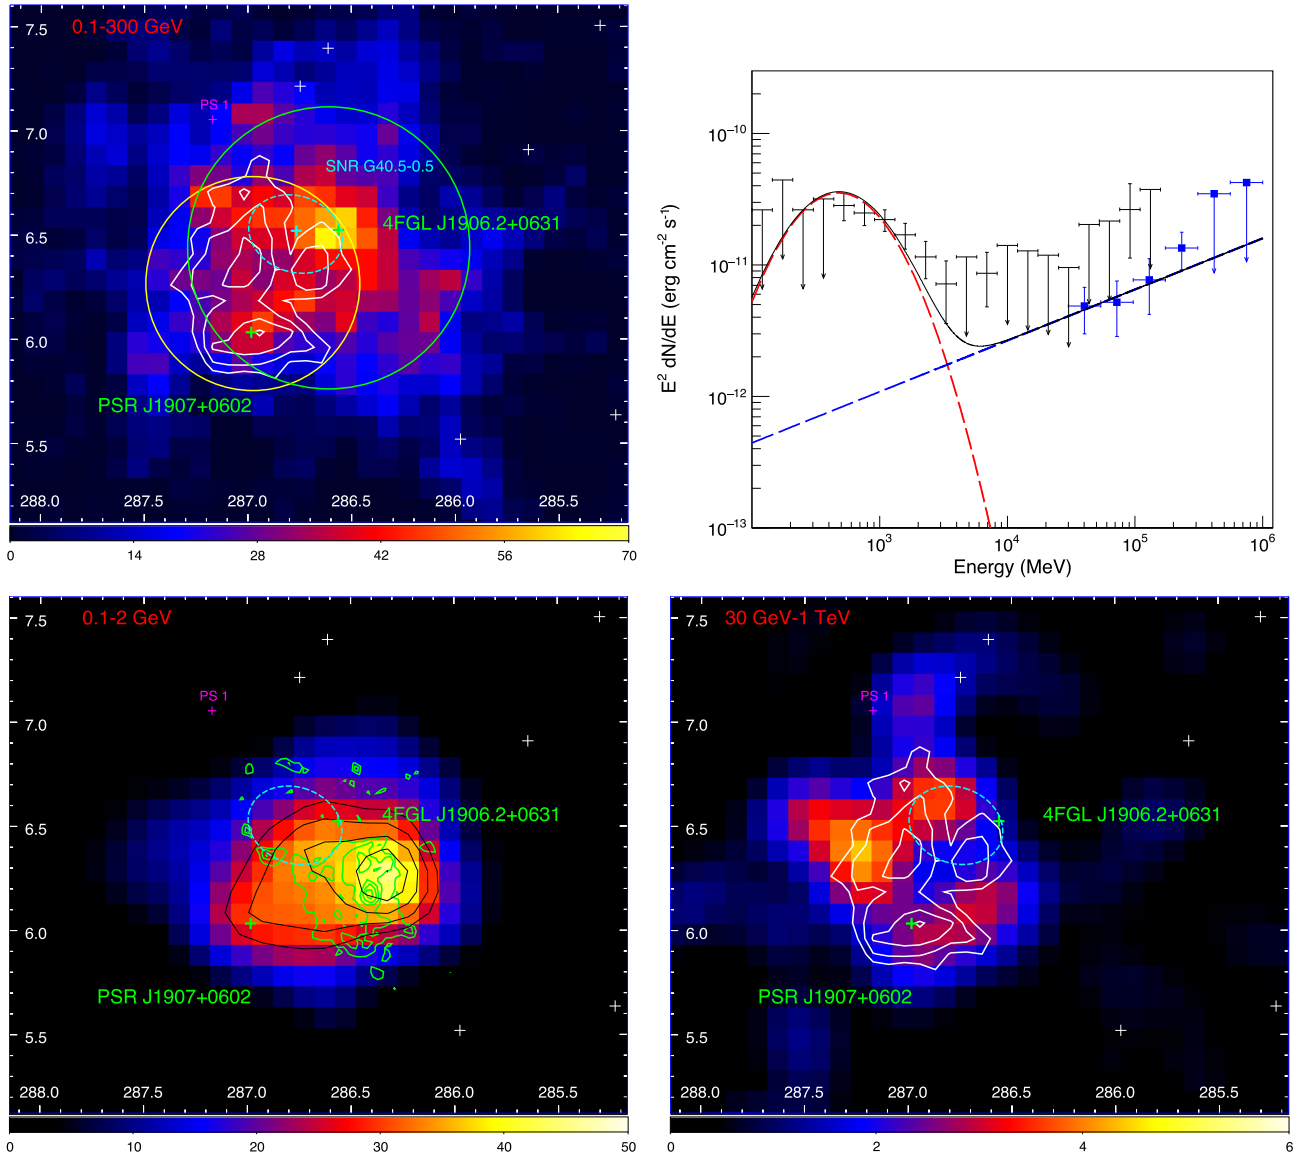 0.1-300 GeV
7.5
PS 1
7.0
SNR G40.5-0.5
4FGL J1906.2+0631
6.5
6.0
PSR J1907+0602
5.5
288.0 287.5 287.0 286.5 286.0 285.5
0 14 28 42 56 70
E² dN/dE (erg cm⁻² s⁻¹)
10⁻¹⁰
10⁻¹¹
10⁻¹²
10⁻¹³
10³ 10⁴ 10⁵ 10⁶
Energy (MeV)
0.1-2 GeV
7.5
PS 1
7.0
4FGL J1906.2+0631
6.5
6.0
PSR J1907+0602
5.5
288.0 287.5 287.0 286.5 286.0 285.5
0 10 20 30 40 50
30 GeV-1 TeV
7.5
PS 1
7.0
4FGL J1906.2+0631
6.5
6.0
PSR J1907+0602
5.5
288.0 287.5 287.0 286.5 286.0 285.5
0 2 4 6